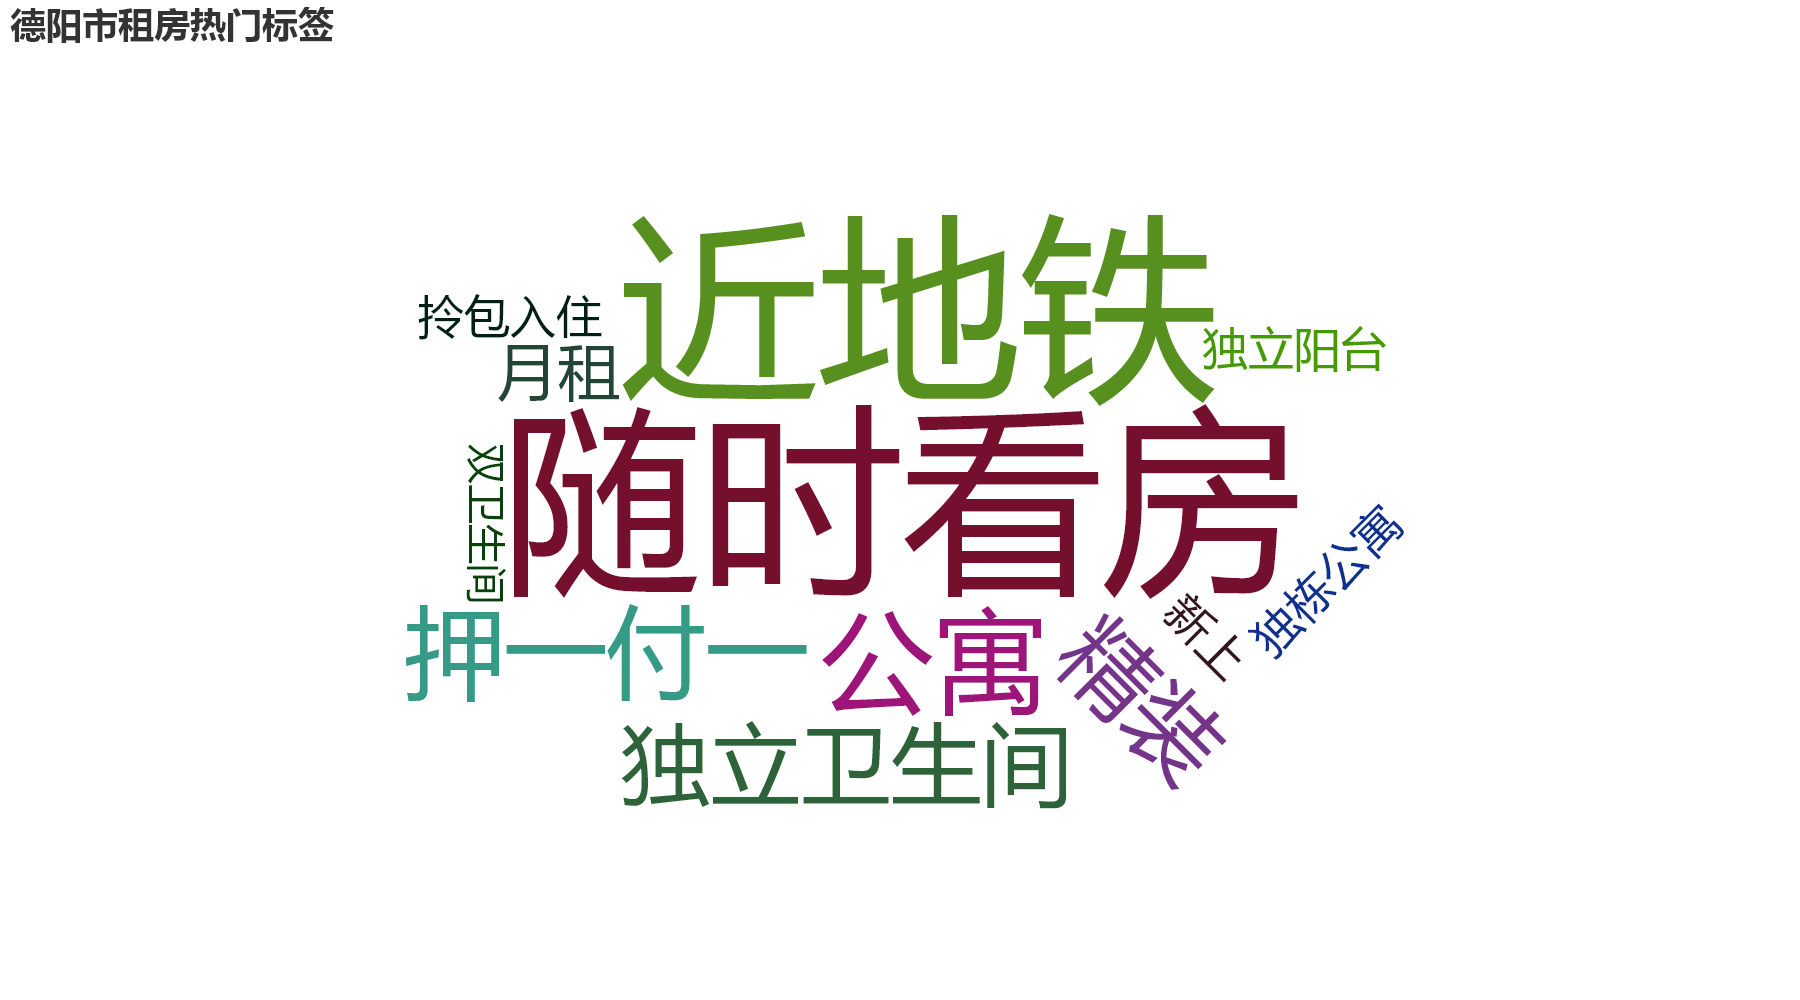 德阳市租房热门标签
近地铁
拎包入住
独立阳台
月租
随时看房
双卫生间
押一付一
公寓
精装
新上
独栋公寓
独立卫生间